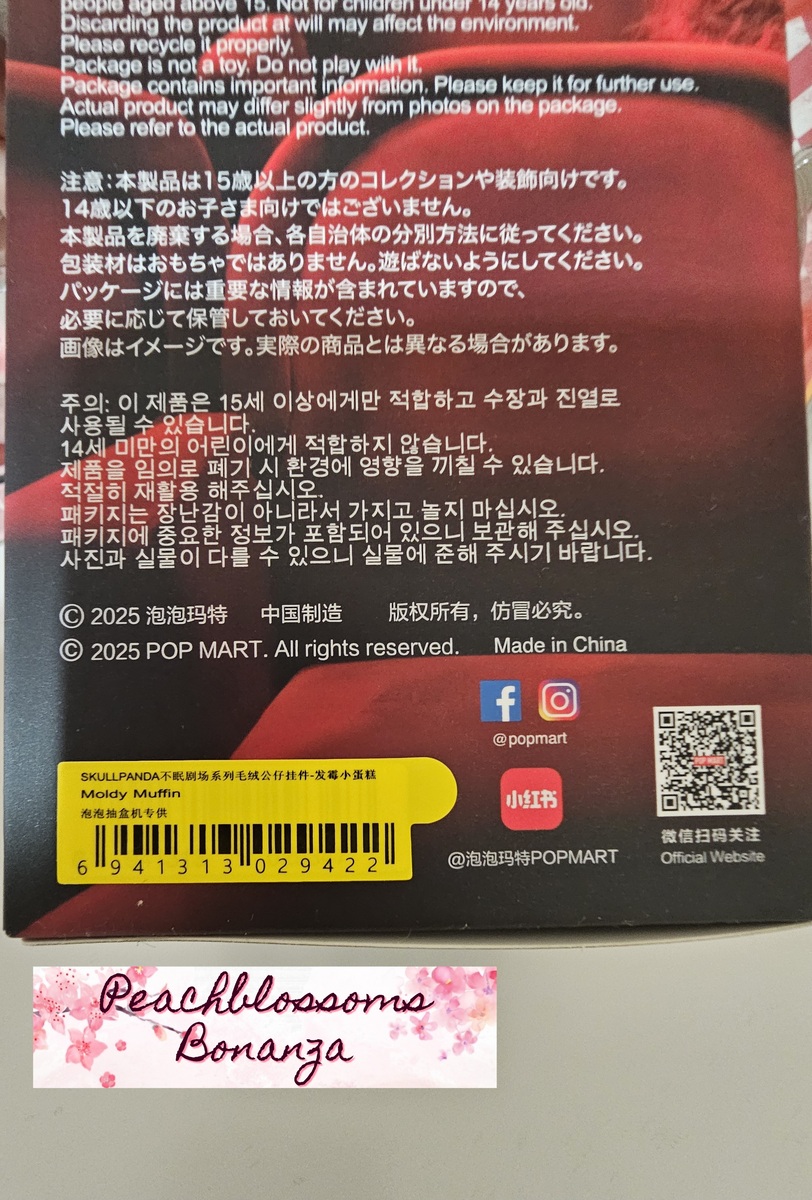 people aged above 15. Not for children under 14 years old.
Discarding the product at will may affect the environment.
Please recycle it properly.
Package is not a toy. Do not play with it.
Package contains important information. Please keep it for further use.
Actual product may differ slightly from photos on the package.
Please refer to the actual product.
注意：本製品は15歳以上の方のコレクションや装飾向けです。
14歳以下のお子さま向けではございません。
本製品を廃棄する場合、各自治体の分別方法に従ってください。
包装材はおもちゃではありません。遊ばないようにしてください。
パッケージには重要な情報が含まれていますので、
必要に応じて保管しておいてください。
画像はイメージです。実際の商品とは異なる場合があります。
주의: 이 제품은 15세 이상에게만 적합하고 수장과 진열로
사용될 수 있습니다.
14세 미만의 어린이에게 적합하지 않습니다.
제품을 임의로 폐기 시 환경에 영향을 끼칠 수 있습니다.
적절히 재활용 해주십시오.
패키지는 장난감이 아니라서 가지고 놀지 마십시오.
패키지에 중요한 정보가 포함되어 있으니 보관해 주십시오.
사진과 실물이 다를 수 있으니 실물에 준해 주시기 바랍니다.
© 2025 泡泡玛特 中国制造 版权所有，仿冒必究。
© 2025 POP MART. All rights reserved. Made in China
@popmart
小红书
@泡泡玛特POPMART
POP MART
微信扫码关注
Official Website
SKULLPANDA不眠剧场系列毛绒公仔挂件-发霉小蛋糕
Moldy Muffin
泡泡抽盒机专供
6 941313 029422
Peachblossoms
Bonanza